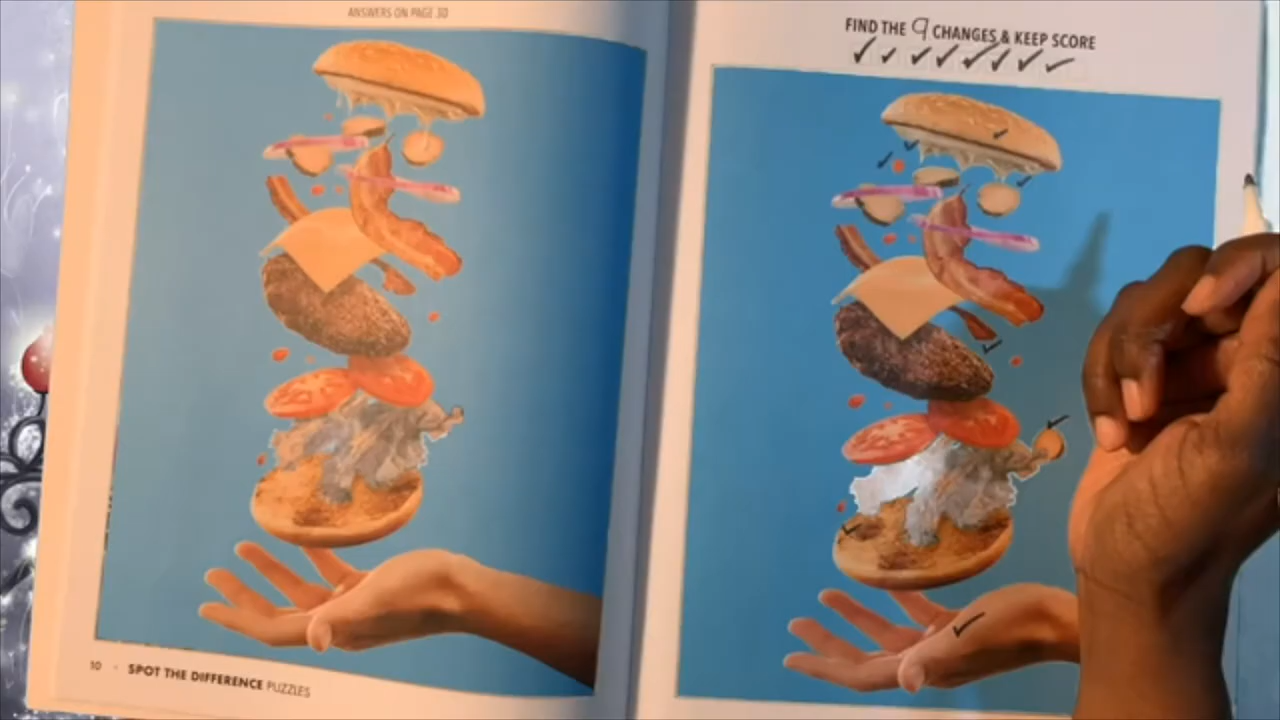 ANSWERS ON PAGE 30
FIND THE 9 CHANGES & KEEP SCORE
10 • SPOT THE DIFFERENCE PUZZLES